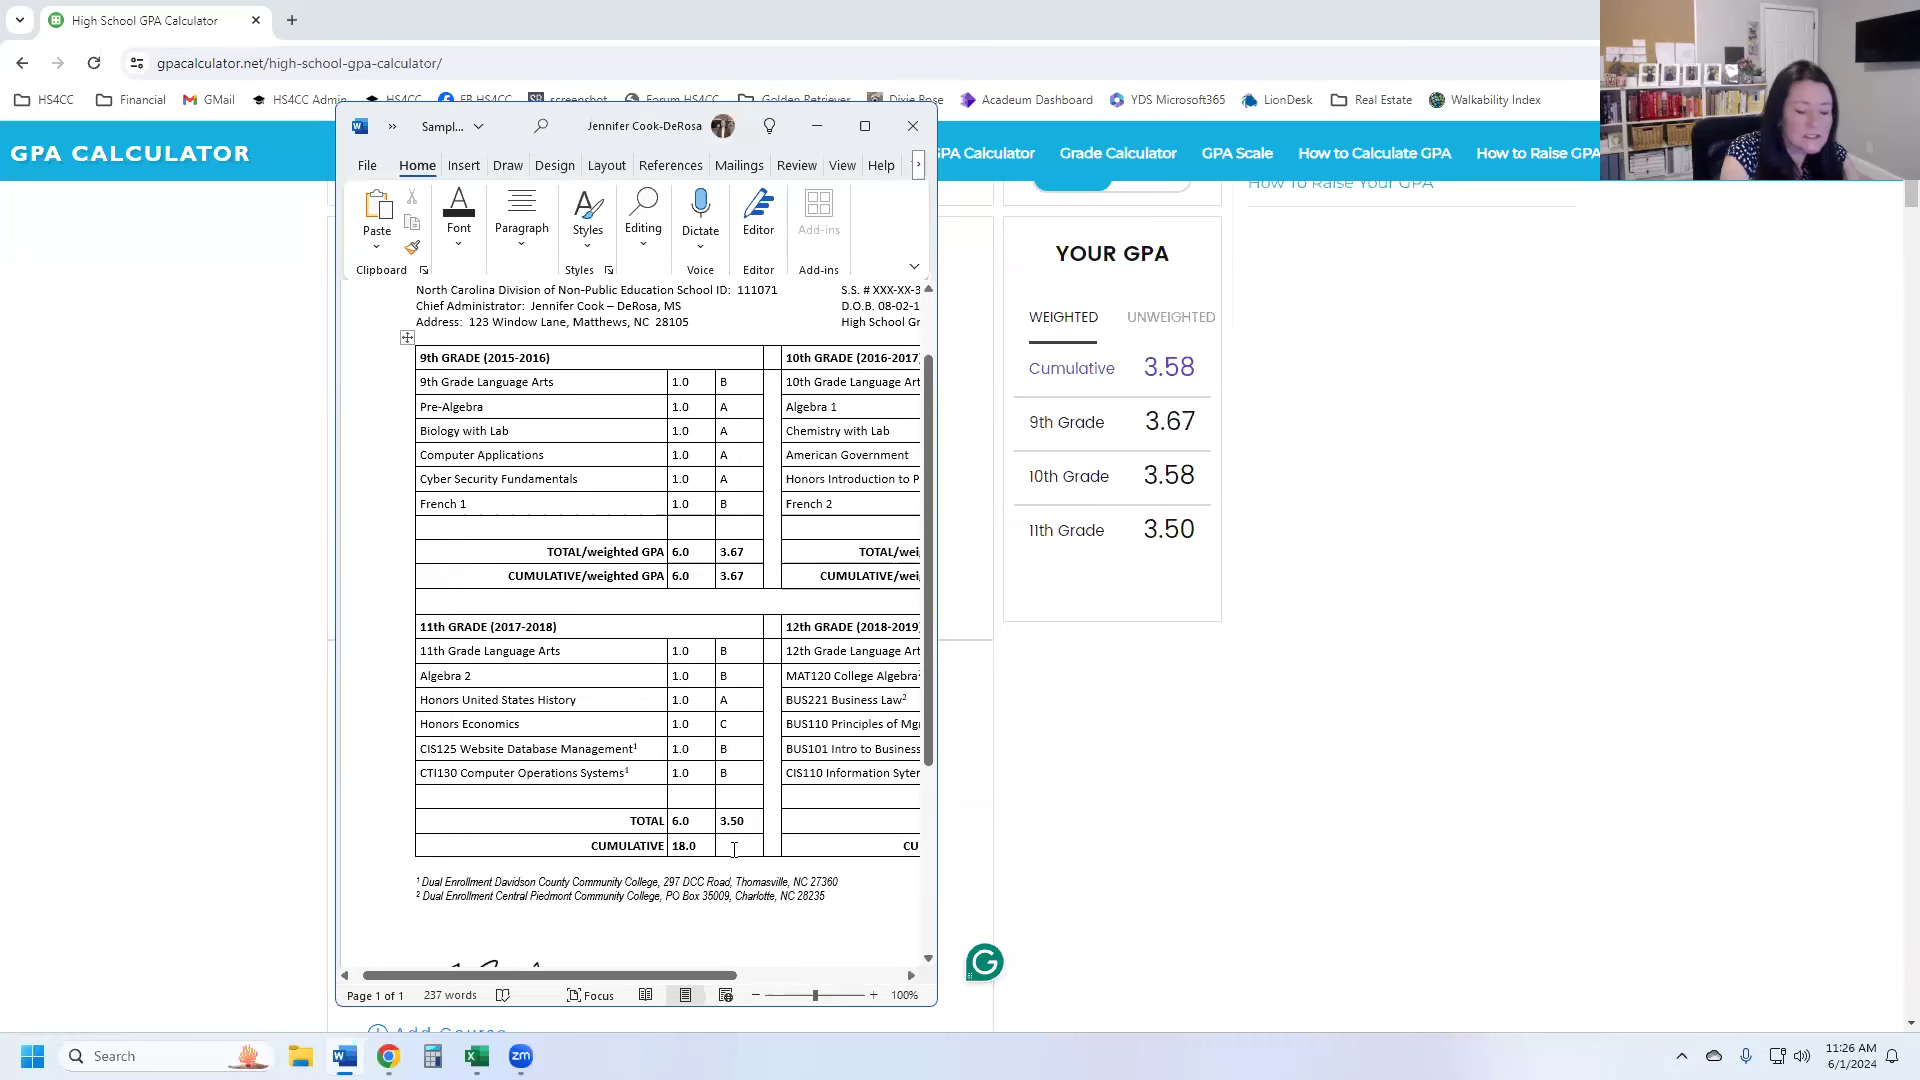 High School GPA Calculator
gpacalculator.net/high-school-gpa-calculator/
HS4CC
Financial
GMail
HS4CC Admin
HS4CC
FB HS4CC
screenshot
Forum HS4CC
Golden Retriever
Dixie Rose
Acadeum Dashboard
YDS Microsoft365
LionDesk
Real Estate
Walkability Index
GPA CALCULATOR
GPA Calculator
Grade Calculator
GPA Scale
How to Calculate GPA
How to Raise GPA
How To Raise Your GPA
Sampl...
Jennifer Cook-DeRosa
File Home Insert Draw Design Layout References Mailings Review View Help
Paste
Font
Paragraph
Styles
Editing
Dictate
Editor
Add-ins
Clipboard
Styles
Voice
Editor
Add-ins
North Carolina Division of Non-Public Education School ID: 111071
S.S. # XXX-XX-3
Chief Administrator: Jennifer Cook – DeRosa, MS
D.O.B. 08-02-1
Address: 123 Window Lane, Matthews, NC 28105
High School Gr
9th GRADE (2015-2016)
10th GRADE (2016-2017)
9th Grade Language Arts 1.0 B
10th Grade Language Art
Pre-Algebra 1.0 A
Algebra 1
Biology with Lab 1.0 A
Chemistry with Lab
Computer Applications 1.0 A
American Government
Cyber Security Fundamentals 1.0 A
Honors Introduction to P
French 1 1.0 B
French 2
TOTAL/weighted GPA 6.0 3.67
TOTAL/wei
CUMULATIVE/weighted GPA 6.0 3.67
CUMULATIVE/wei
11th GRADE (2017-2018)
12th GRADE (2018-2019)
11th Grade Language Arts 1.0 B
12th Grade Language Art
Algebra 2 1.0 B
MAT120 College Algebra²
Honors United States History 1.0 A
BUS221 Business Law²
Honors Economics 1.0 C
BUS110 Principles of Mg
CIS125 Website Database Management¹ 1.0 B
BUS101 Intro to Business
CTI130 Computer Operations Systems¹ 1.0 B
CIS110 Information Syter
TOTAL 6.0 3.50
CUMULATIVE 18.0
CU
¹ Dual Enrollment Davidson County Community College, 297 DCC Road, Thomasville, NC 27360
² Dual Enrollment Central Piedmont Community College, PO Box 35009, Charlotte, NC 28235
Page 1 of 1
237 words
Focus
100%
YOUR GPA
WEIGHTED UNWEIGHTED
Cumulative 3.58
9th Grade 3.67
10th Grade 3.58
11th Grade 3.50
Add Course
Search
zm
11:26 AM
6/1/2024